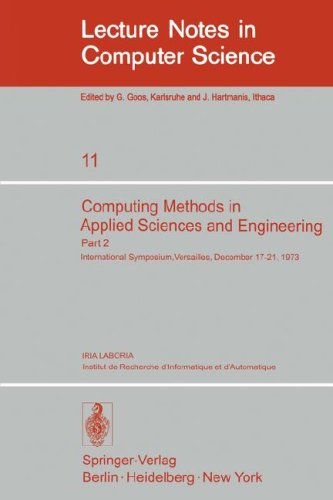 Lecture Notes in
Computer Science
Edited by G. Goos, Karlsruhe and J. Hartmanis, Ithaca
11
Computing Methods in
Applied Sciences and Engineering
Part 2
International Symposium, Versailles, December 17-21, 1973
IRIA LABORIA
Institut de Recherche d'Informatique et d'Automatique
Springer-Verlag
Berlin · Heidelberg · New York